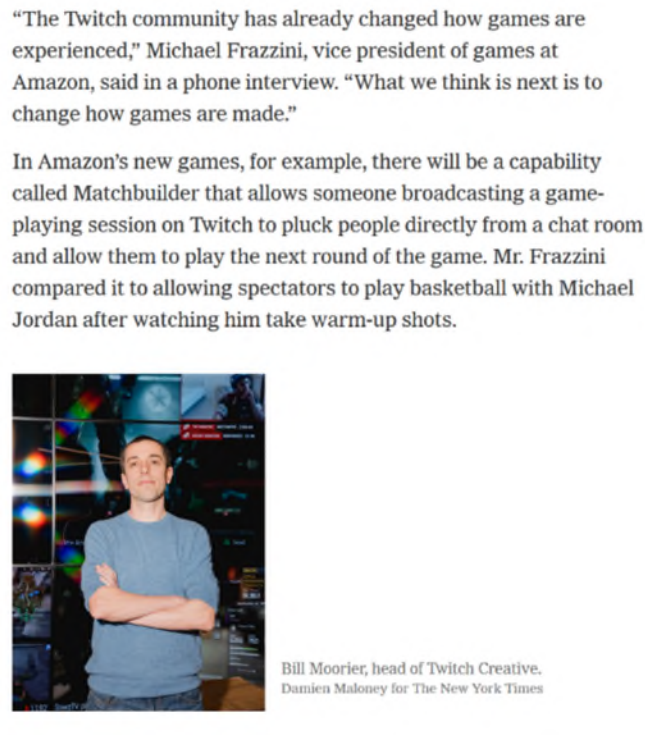 “The Twitch community has already changed how games are
experienced,” Michael Frazzini, vice president of games at
Amazon, said in a phone interview. “What we think is next is to
change how games are made.”
In Amazon’s new games, for example, there will be a capability
called Matchbuilder that allows someone broadcasting a game-
playing session on Twitch to pluck people directly from a chat room
and allow them to play the next round of the game. Mr. Frazzini
compared it to allowing spectators to play basketball with Michael
Jordan after watching him take warm-up shots.
Bill Moorier, head of Twitch Creative.
Damien Maloney for The New York Times